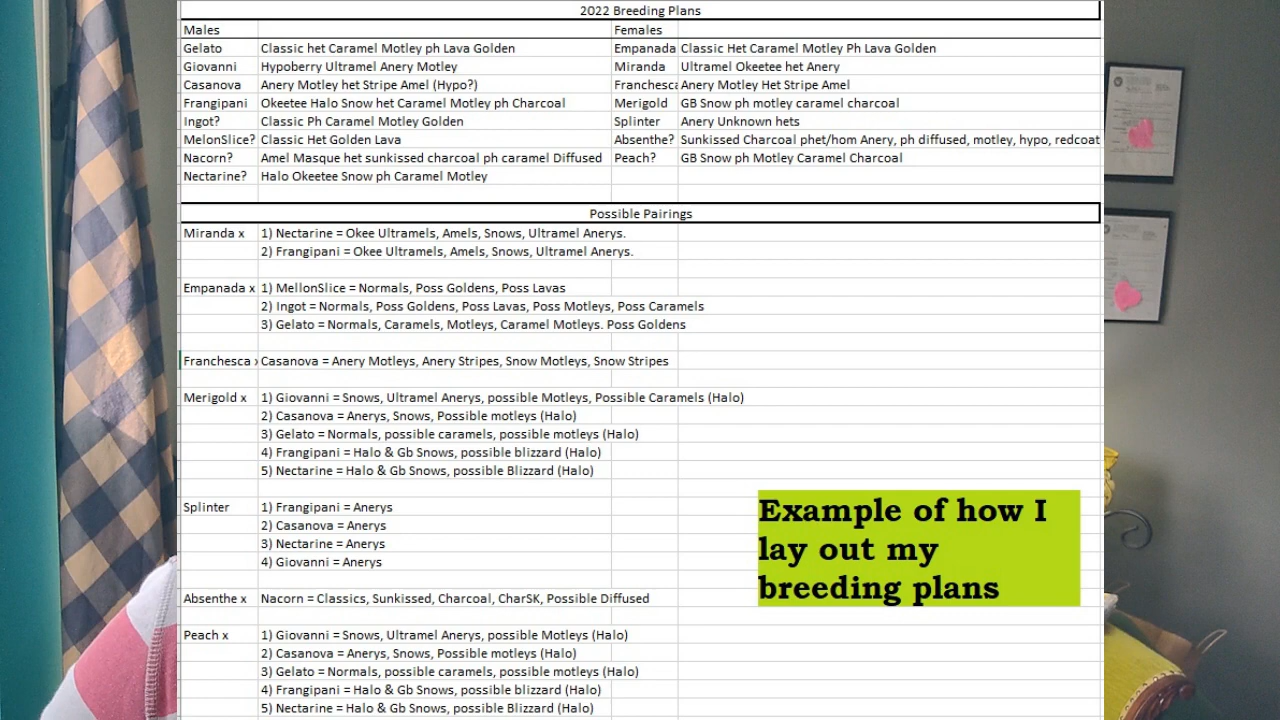 2022 Breeding Plans
Males Females
Gelato Classic het Caramel Motley ph Lava Golden Empanada Classic Het Caramel Motley Ph Lava Golden
Giovanni Hypoberry Ultramel Anery Motley Miranda Ultramel Okeetee het Anery
Casanova Anery Motley het Stripe Amel (Hypo?) Franchesca Anery Motley Het Stripe Amel
Frangipani Okeetee Halo Snow het Caramel Motley ph Charcoal Merigold GB Snow ph motley caramel charcoal
Ingot? Classic Ph Caramel Motley Golden Splinter Anery Unknown hets
MelonSlice? Classic Het Golden Lava Absenthe? Sunkissed Charcoal phet/hom Anery, ph diffused, motley, hypo, redcoat
Nacorn? Amel Masque het sunkissed charcoal ph caramel Diffused Peach? GB Snow ph Motley Caramel Charcoal
Nectarine? Halo Okeetee Snow ph Caramel Motley
Possible Pairings
Miranda x 1) Nectarine = Okee Ultramels, Amels, Snows, Ultramel Anerys.
2) Frangipani = Okee Ultramels, Amels, Snows, Ultramel Anerys.
Empanada x 1) MellonSlice = Normals, Poss Goldens, Poss Lavas
2) Ingot = Normals, Poss Goldens, Poss Lavas, Poss Motleys, Poss Caramels
3) Gelato = Normals, Caramels, Motleys, Caramel Motleys. Poss Goldens
Franchesca x Casanova = Anery Motleys, Anery Stripes, Snow Motleys, Snow Stripes
Merigold x 1) Giovanni = Snows, Ultramel Anerys, possible Motleys, Possible Caramels (Halo)
2) Casanova = Anerys, Snows, Possible motleys (Halo)
3) Gelato = Normals, possible caramels, possible motleys (Halo)
4) Frangipani = Halo & Gb Snows, possible blizzard (Halo)
5) Nectarine = Halo & Gb Snows, possible Blizzard (Halo)
Splinter 1) Frangipani = Anerys
2) Casanova = Anerys
3) Nectarine = Anerys
4) Giovanni = Anerys
Example of how I
lay out my
breeding plans
Absenthe x Nacorn = Classics, Sunkissed, Charcoal, CharSK, Possible Diffused
Peach x 1) Giovanni = Snows, Ultramel Anerys, possible Motleys (Halo)
2) Casanova = Anerys, Snows, Possible motleys (Halo)
3) Gelato = Normals, possible caramels, possible motleys (Halo)
4) Frangipani = Halo & Gb Snows, possible blizzard (Halo)
5) Nectarine = Halo & Gb Snows, possible Blizzard (Halo)